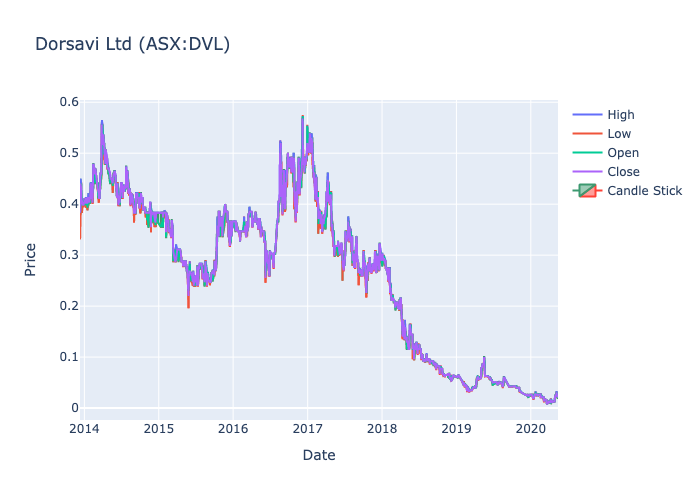 Dorsavi Ltd (ASX:DVL)
0.6
0.5
0.4
0.3
0.2
0.1
0
Price
2014 2015 2016 2017 2018 2019 2020
Date
High
Low
Open
Close
Candle Stick